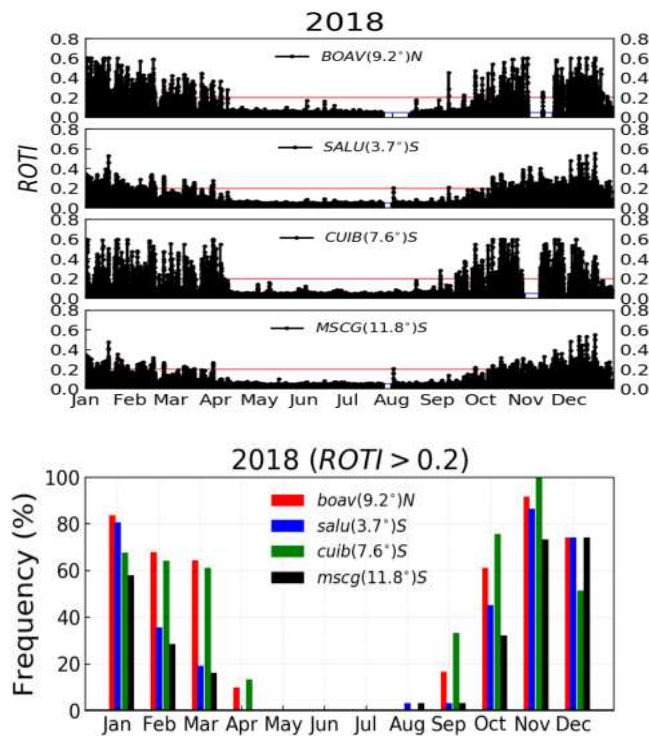 2018
0.8 0.8
BOAV(9.2°)N
0.6 0.6
0.4 0.4
0.2 0.2
0.0 0.0
0.8 0.8
SALU(3.7°)S
0.6 0.6
0.4 0.4
0.2 0.2
0.0 0.0
ROTI
0.8 0.8
CUIB(7.6°)S
0.6 0.6
0.4 0.4
0.2 0.2
0.0 0.0
0.8 0.8
MSCG(11.8°)S
0.6 0.6
0.4 0.4
0.2 0.2
0.0 0.0
Jan Feb Mar Apr May Jun Jul Aug Sep Oct Nov Dec
2018 (ROTI > 0.2)
Frequency (%)
100
80
60
40
20
0
boav(9.2°)N
salu(3.7°)S
cuib(7.6°)S
mscg(11.8°)S
Jan Feb Mar Apr May Jun Jul Aug Sep Oct Nov Dec